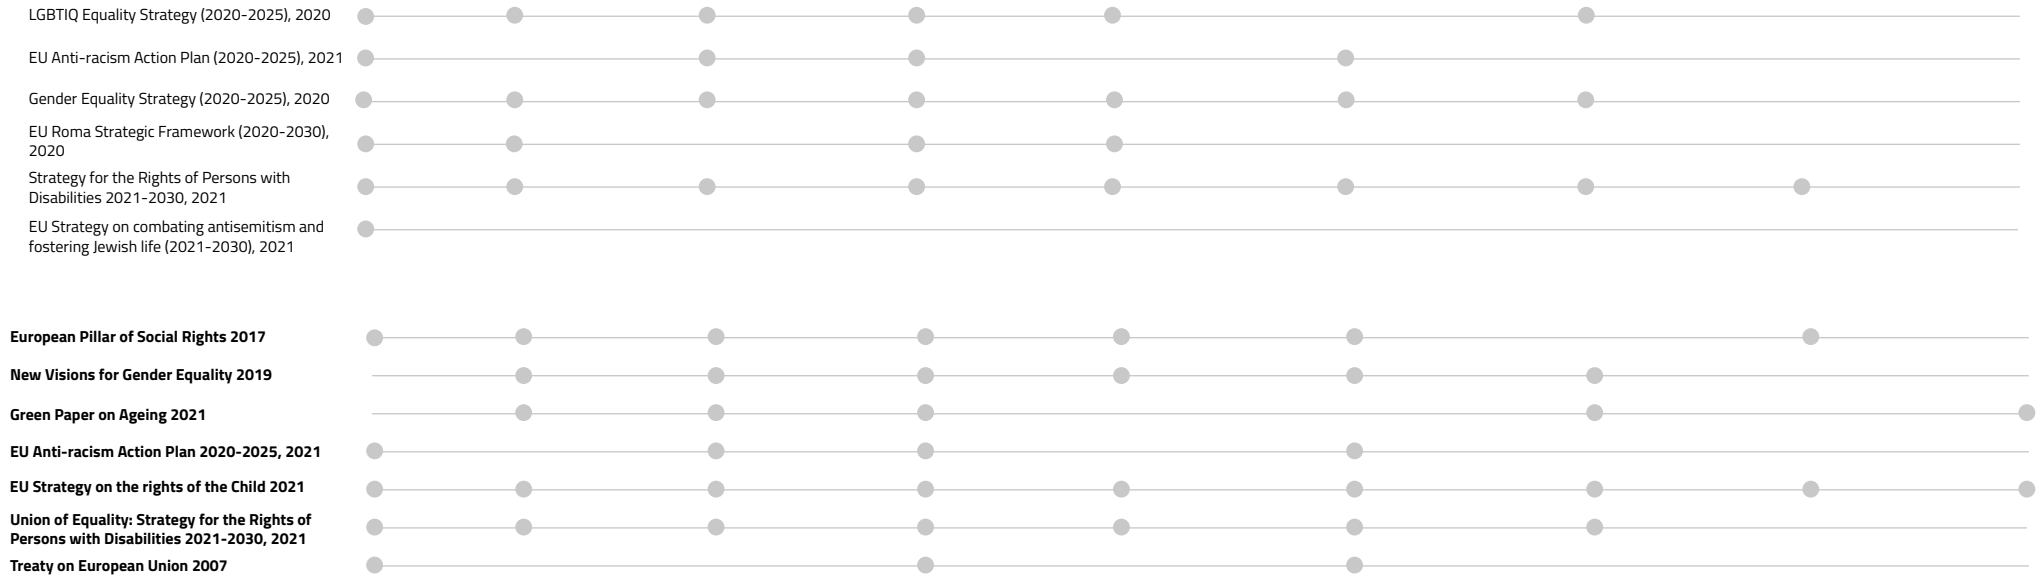 LGBTIQ Equality Strategy (2020-2025), 2020
EU Anti-racism Action Plan (2020-2025), 2021
Gender Equality Strategy (2020-2025), 2020
EU Roma Strategic Framework (2020-2030),
2020
Strategy for the Rights of Persons with
Disabilities 2021-2030, 2021
EU Strategy on combating antisemitism and
fostering Jewish life (2021-2030), 2021
European Pillar of Social Rights 2017
New Visions for Gender Equality 2019
Green Paper on Ageing 2021
EU Anti-racism Action Plan 2020-2025, 2021
EU Strategy on the rights of the Child 2021
Union of Equality: Strategy for the Rights of
Persons with Disabilities 2021-2030, 2021
Treaty on European Union 2007